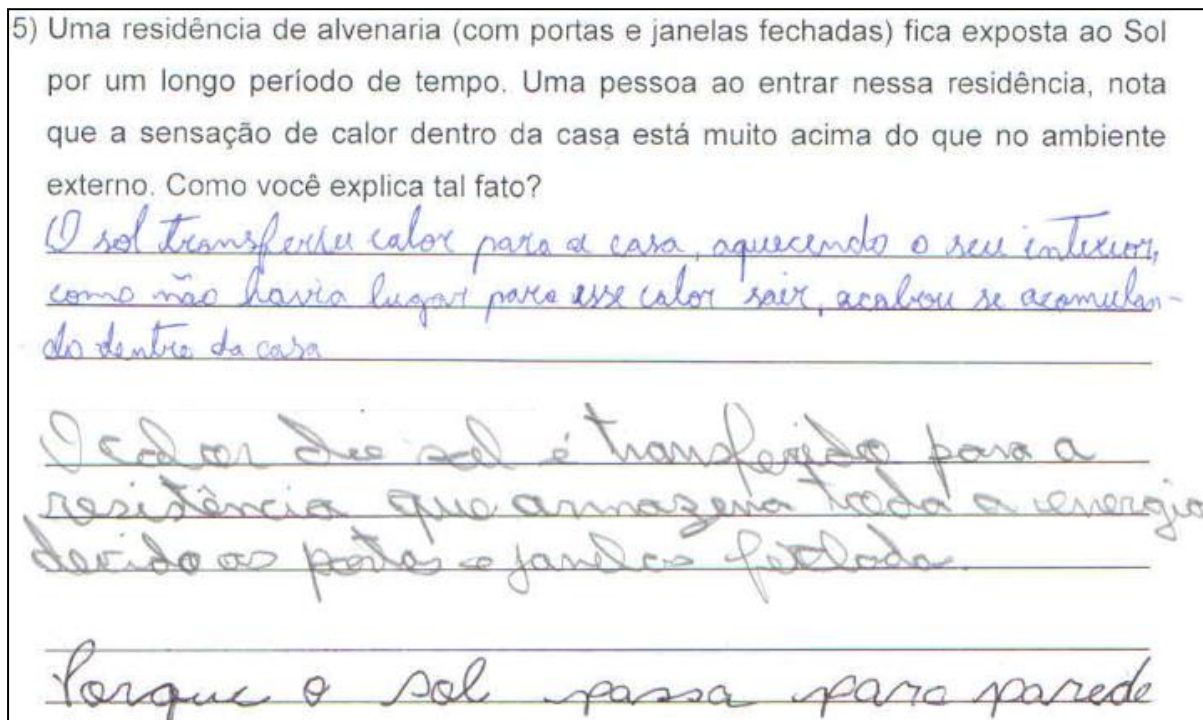 5) Uma residência de alvenaria (com portas e janelas fechadas) fica exposta ao Sol
por um longo período de tempo. Uma pessoa ao entrar nessa residência, nota
que a sensação de calor dentro da casa está muito acima do que no ambiente
externo. Como você explica tal fato?
O sol transferiu calor para a casa, aquecendo o seu interior,
como não havia lugar para esse calor sair, acabou se acomulan-
do dentro da casa
O calor do sol é transferido para a
resistência que armazena toda a energia
devido as portas e janelas
Porque o sol passa para parede